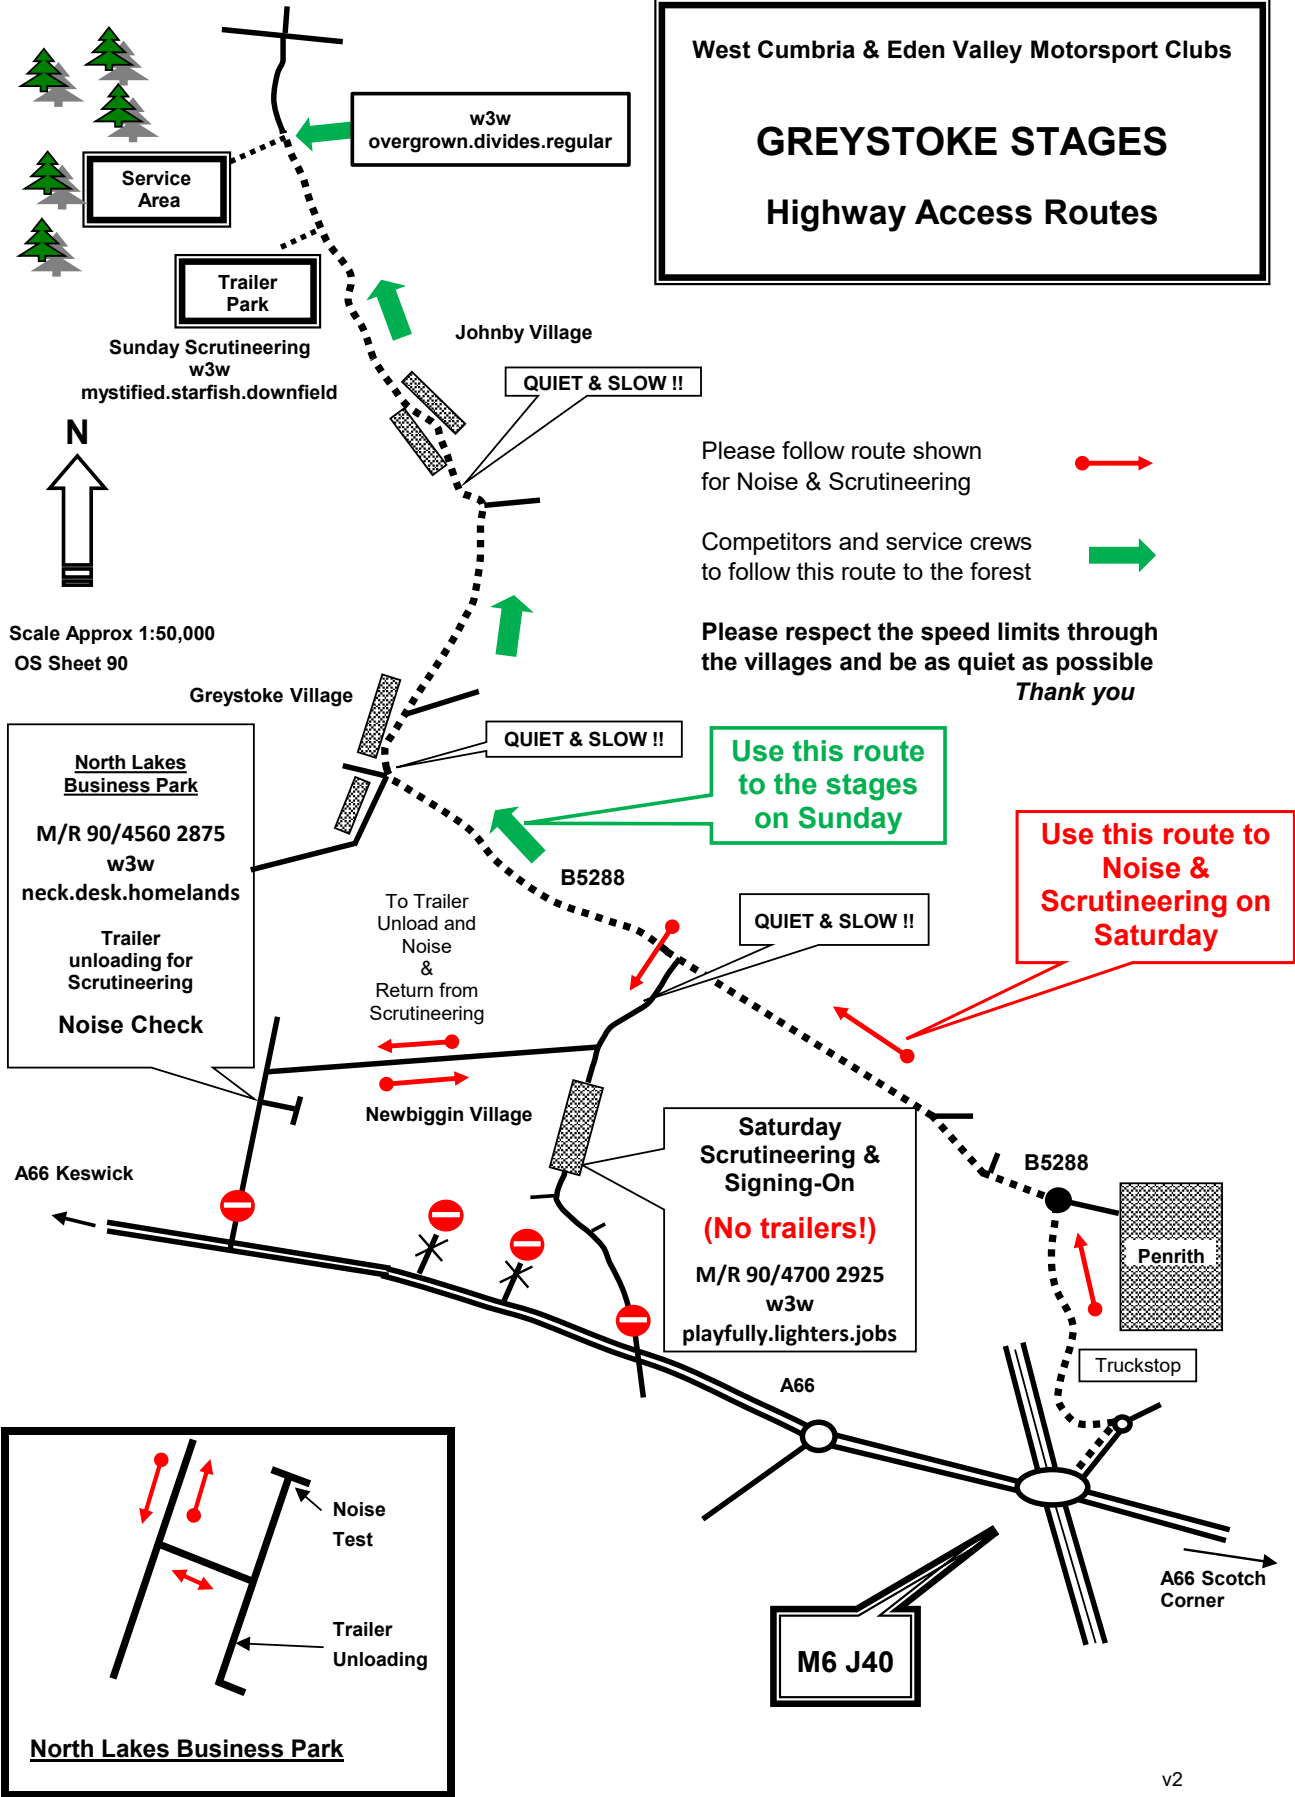 West Cumbria & Eden Valley Motorsport Clubs
GREYSTOKE STAGES
Highway Access Routes
w3w
overgrown.divides.regular
Service
Area
Trailer
Park
Sunday Scrutineering
w3w
mystified.starfish.downfield
Johnby Village
QUIET & SLOW !!
N
Please follow route shown
for Noise & Scrutineering
Competitors and service crews
to follow this route to the forest
Please respect the speed limits through
the villages and be as quiet as possible
Thank you
Scale Approx 1:50,000
OS Sheet 90
Greystoke Village
QUIET & SLOW !!
Use this route
to the stages
on Sunday
North Lakes
Business Park
M/R 90/4560 2875
w3w
neck.desk.homelands
Trailer
unloading for
Scrutineering
Noise Check
Use this route to
Noise &
Scrutineering on
Saturday
B5288
To Trailer
Unload and
Noise
&
Return from
Scrutineering
QUIET & SLOW !!
Newbiggin Village
Saturday
Scrutineering &
Signing-On
(No trailers!)
M/R 90/4700 2925
w3w
playfully.lighters.jobs
A66 Keswick
B5288
Penrith
Truckstop
A66
A66 Scotch
Corner
M6 J40
Noise
Test
Trailer
Unloading
North Lakes Business Park
v2